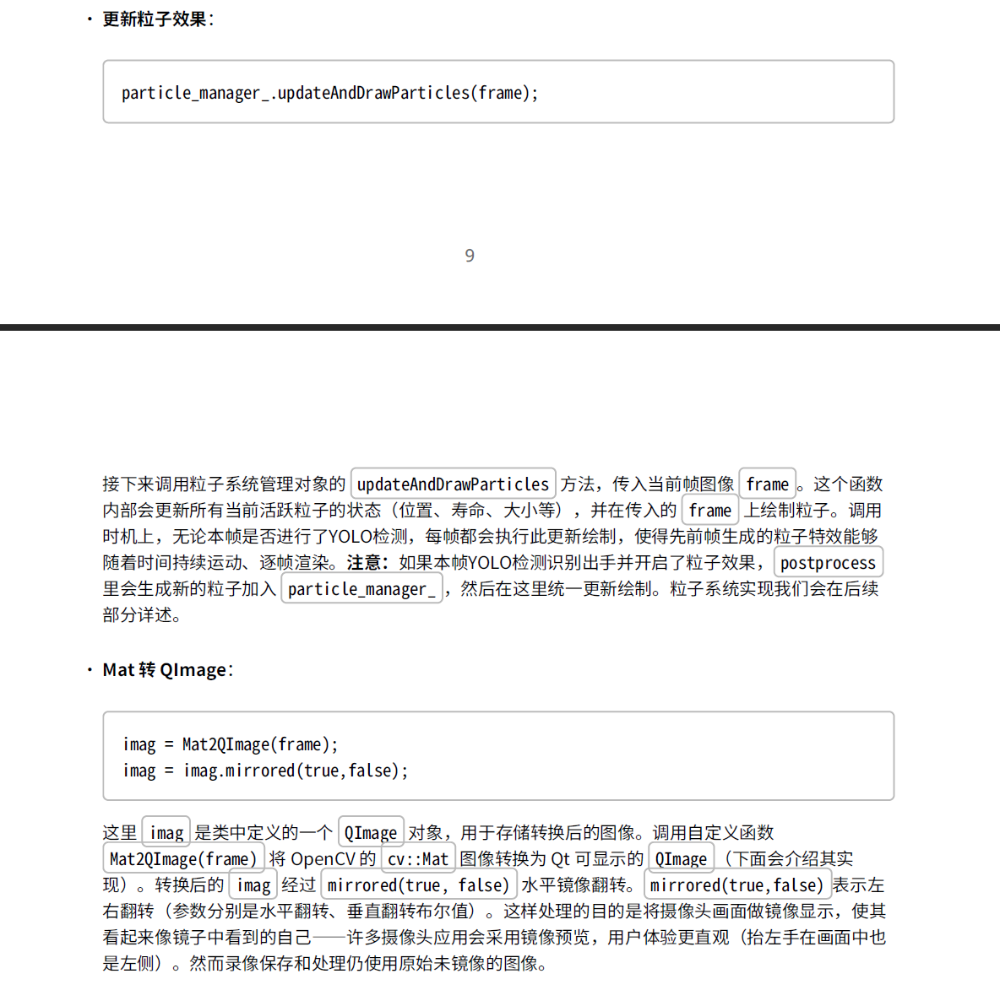 • 更新粒子效果：
particle_manager_.updateAndDrawParticles(frame);
9
接下来调用粒子系统管理对象的 updateAndDrawParticles 方法，传入当前帧图像 frame 。这个函数
内部会更新所有当前活跃粒子的状态（位置、寿命、大小等），并在传入的 frame 上绘制粒子。调用
时机上，无论本帧是否进行了YOLO检测，每帧都会执行此更新绘制，使得先前帧生成的粒子特效能够
随着时间持续运动、逐帧渲染。注意：如果本帧YOLO检测识别出手并开启了粒子效果， postprocess
里会生成新的粒子加入 particle_manager_ ，然后在这里统一更新绘制。粒子系统实现我们会在后续
部分详述。
• Mat 转 QImage：
imag = Mat2QImage(frame);
imag = imag.mirrored(true,false);
这里 imag 是类中定义的一个 QImage 对象，用于存储转换后的图像。调用自定义函数
Mat2QImage(frame) 将 OpenCV 的 cv::Mat 图像转换为 Qt 可显示的 QImage （下面会介绍其实
现）。转换后的 imag 经过 mirrored(true, false) 水平镜像翻转。 mirrored(true,false) 表示左
右翻转（参数分别是水平翻转、垂直翻转布尔值）。这样处理的目的是将摄像头画面做镜像显示，使其
看起来像镜子中看到的自己——许多摄像头应用会采用镜像预览，用户体验更直观（抬左手在画面中也
是左侧）。然而录像保存和处理仍使用原始未镜像的图像。